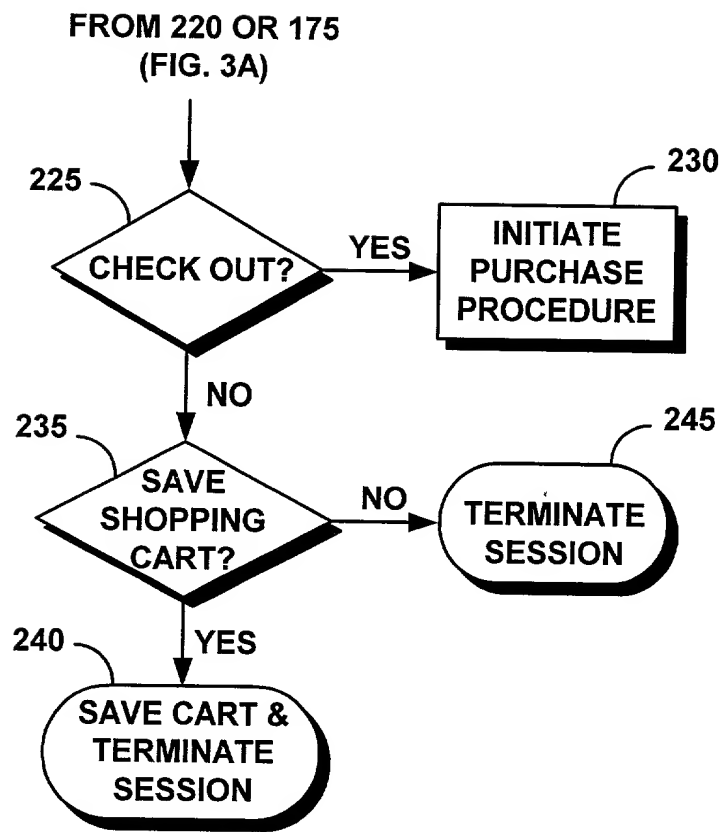 FROM 220 OR 175
(FIG. 3A)
225
CHECK OUT?
YES
230
INITIATE
PURCHASE
PROCEDURE
NO
235
SAVE
SHOPPING
CART?
NO
245
TERMINATE
SESSION
YES
240
SAVE CART &
TERMINATE
SESSION